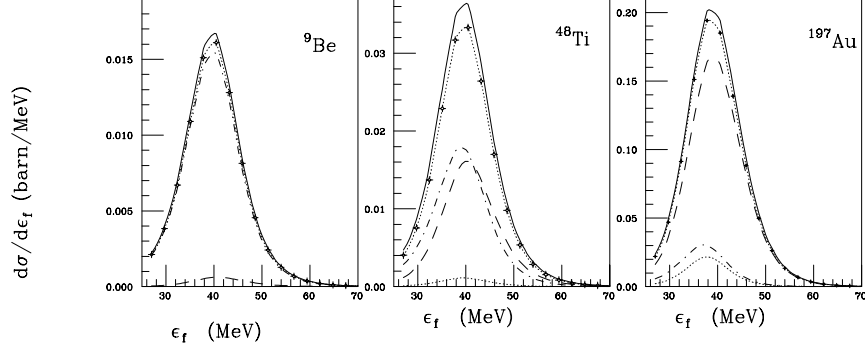 ⁹Be
⁴⁸Ti
¹⁹⁷Au
dσ/dε_f (barn/MeV)
0.015
0.010
0.005
0.000
0.03
0.02
0.01
0.00
0.20
0.15
0.10
0.05
0.00
30 40 50 60 70
30 40 50 60 70
30 40 50 60 70
ε_f (MeV)
ε_f (MeV)
ε_f (MeV)